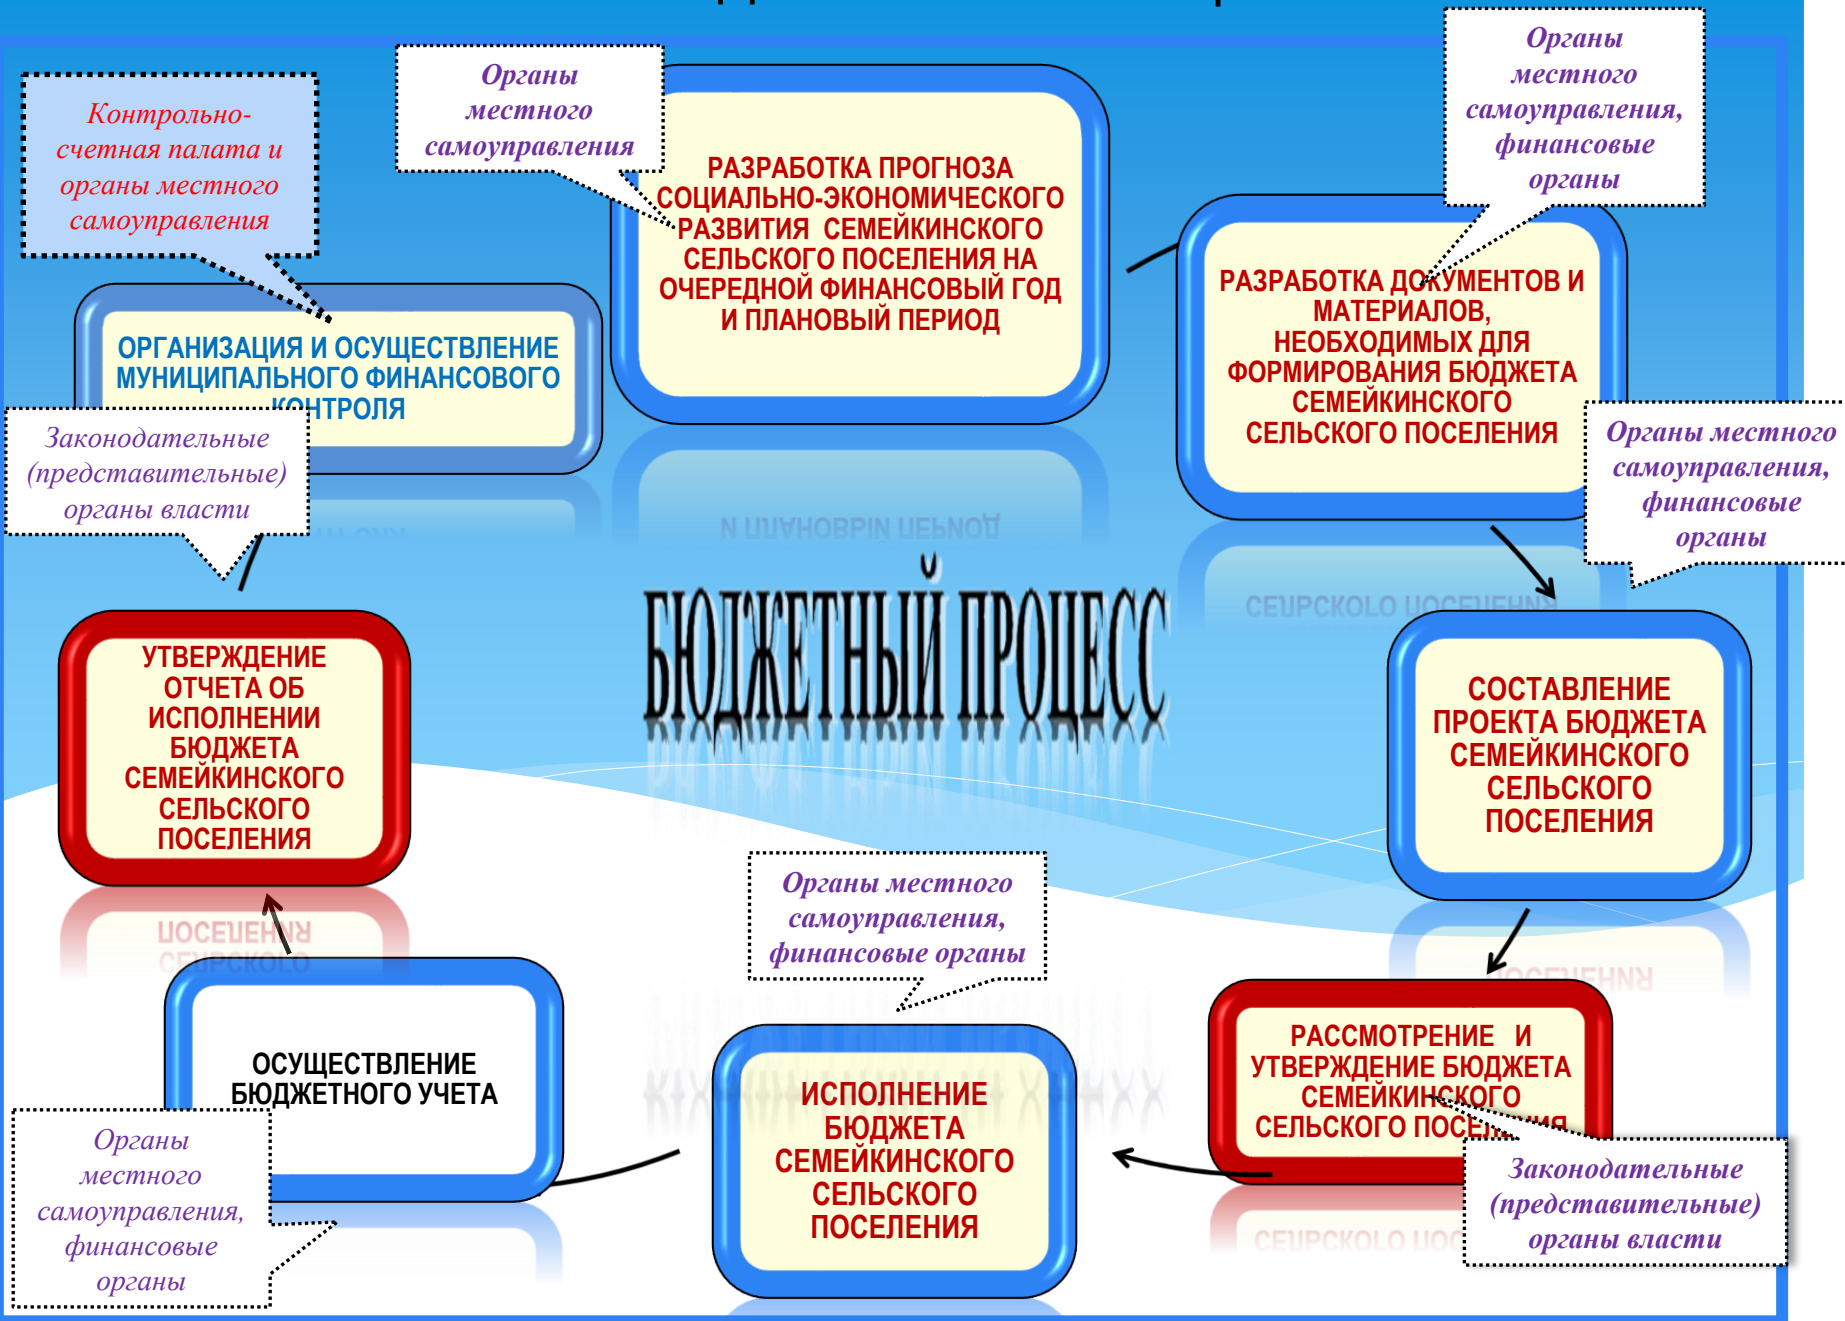 Контрольно-
счетная палата и
органы местного
самоуправления
ОРГАНИЗАЦИЯ И ОСУЩЕСТВЛЕНИЕ
МУНИЦИПАЛЬНОГО ФИНАНСОВОГО
КОНТРОЛЯ
Органы
местного
самоуправления
РАЗРАБОТКА ПРОГНОЗА
СОЦИАЛЬНО-ЭКОНОМИЧЕСКОГО
РАЗВИТИЯ СЕМЕЙКИНСКОГО
СЕЛЬСКОГО ПОСЕЛЕНИЯ НА
ОЧЕРЕДНОЙ ФИНАНСОВЫЙ ГОД
И ПЛАНОВЫЙ ПЕРИОД
Органы
местного
самоуправления,
финансовые
органы
РАЗРАБОТКА ДОКУМЕНТОВ И
МАТЕРИАЛОВ,
НЕОБХОДИМЫХ ДЛЯ
ФОРМИРОВАНИЯ БЮДЖЕТА
СЕМЕЙКИНСКОГО
СЕЛЬСКОГО ПОСЕЛЕНИЯ
Органы местного
самоуправления,
финансовые
органы
СОСТАВЛЕНИЕ
ПРОЕКТА БЮДЖЕТА
СЕМЕЙКИНСКОГО
СЕЛЬСКОГО
ПОСЕЛЕНИЯ
БЮДЖЕТНЫЙ ПРОЦЕСС
Законодательные
(представительные)
органы власти
УТВЕРЖДЕНИЕ
ОТЧЕТА ОБ
ИСПОЛНЕНИИ
БЮДЖЕТА
СЕМЕЙКИНСКОГО
СЕЛЬСКОГО
ПОСЕЛЕНИЯ
ОСУЩЕСТВЛЕНИЕ
БЮДЖЕТНОГО УЧЕТА
Органы
местного
самоуправления,
финансовые
органы
Органы местного
самоуправления,
финансовые органы
ИСПОЛНЕНИЕ
БЮДЖЕТА
СЕМЕЙКИНСКОГО
СЕЛЬСКОГО
ПОСЕЛЕНИЯ
РАССМОТРЕНИЕ И
УТВЕРЖДЕНИЕ БЮДЖЕТА
СЕМЕЙКИНСКОГО
СЕЛЬСКОГО ПОСЕЛЕНИЯ
Законодательные
(представительные)
органы власти